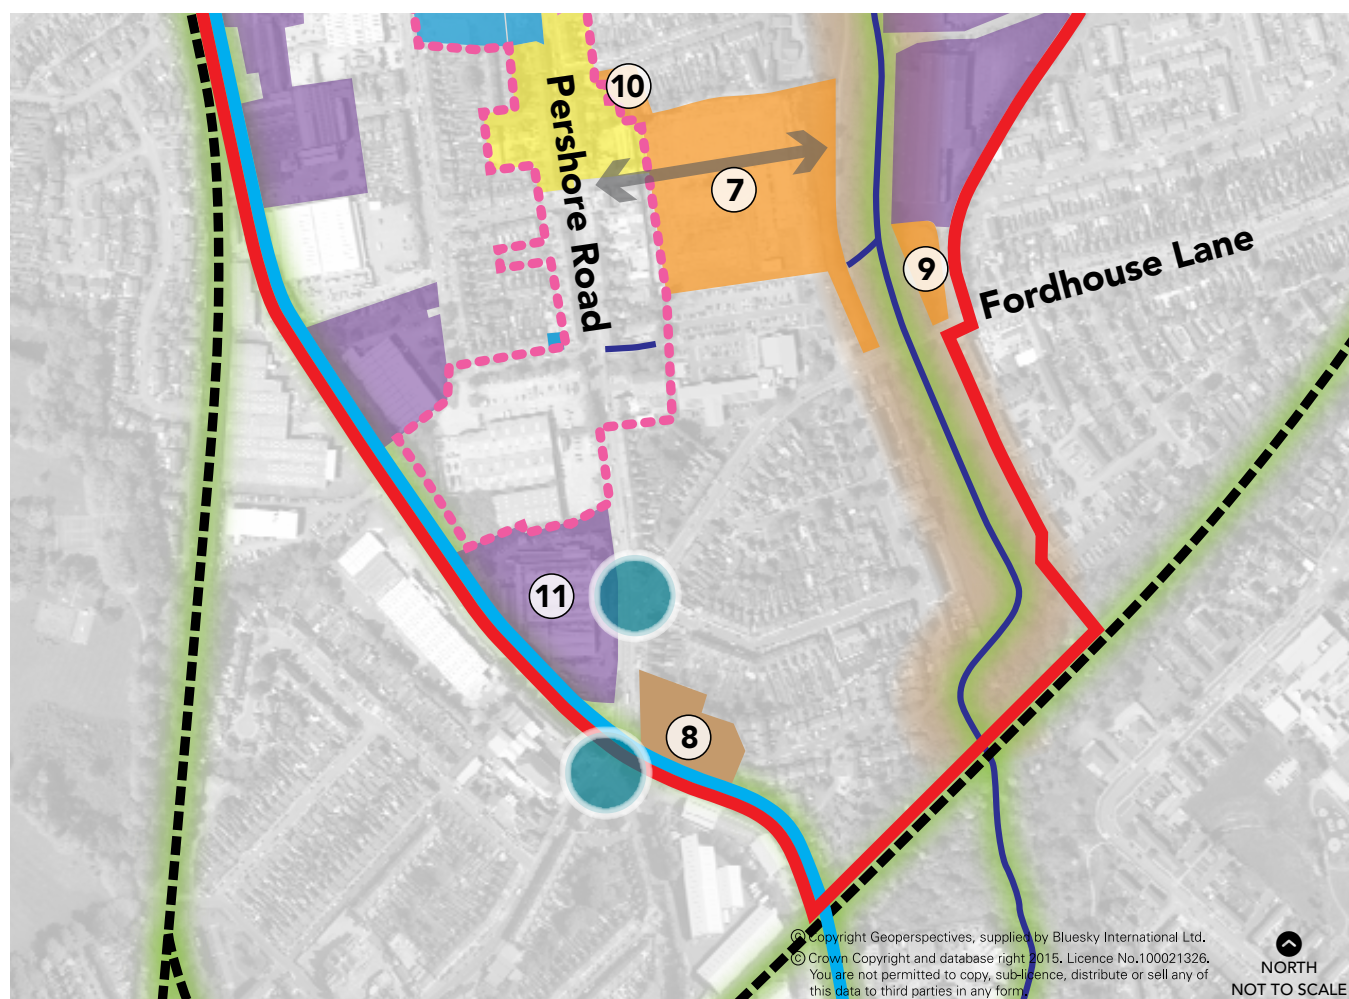 10
Pershore Road
7
9
Fordhouse Lane
11
8
© Copyright Geoperspectives, supplied by Bluesky International Ltd.
© Crown Copyright and database right 2015. Licence No.100021326.
You are not permitted to copy, sub-licence, distribute or sell any of
this data to third parties in any form.
NORTH
NOT TO SCALE